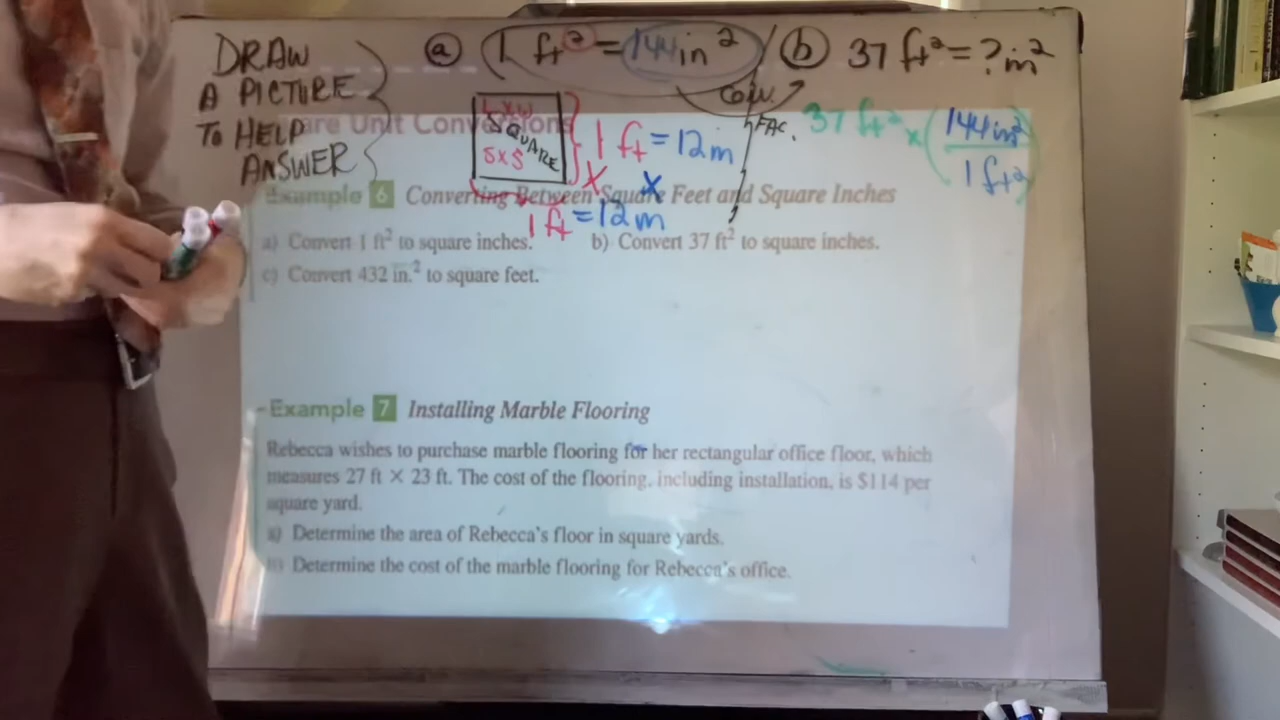 DRAW
A PICTURE
TO HELP
ANSWER
a 1 ft² = 144 in²
b 37 ft² = ? in²
CONV.
FAC.
37 ft² × (144 in² / 1 ft²)
L×W
SQUARE
S×S
1 ft = 12 in
× ×
1 ft = 12 in
are Unit Conversions
Example 6 Converting Between Square Feet and Square Inches
a) Convert 1 ft² to square inches. b) Convert 37 ft² to square inches.
c) Convert 432 in.² to square feet.
Example 7 Installing Marble Flooring
Rebecca wishes to purchase marble flooring for her rectangular office floor, which
measures 27 ft × 23 ft. The cost of the flooring, including installation, is $114 per
square yard.
a) Determine the area of Rebecca's floor in square yards.
b) Determine the cost of the marble flooring for Rebecca's office.